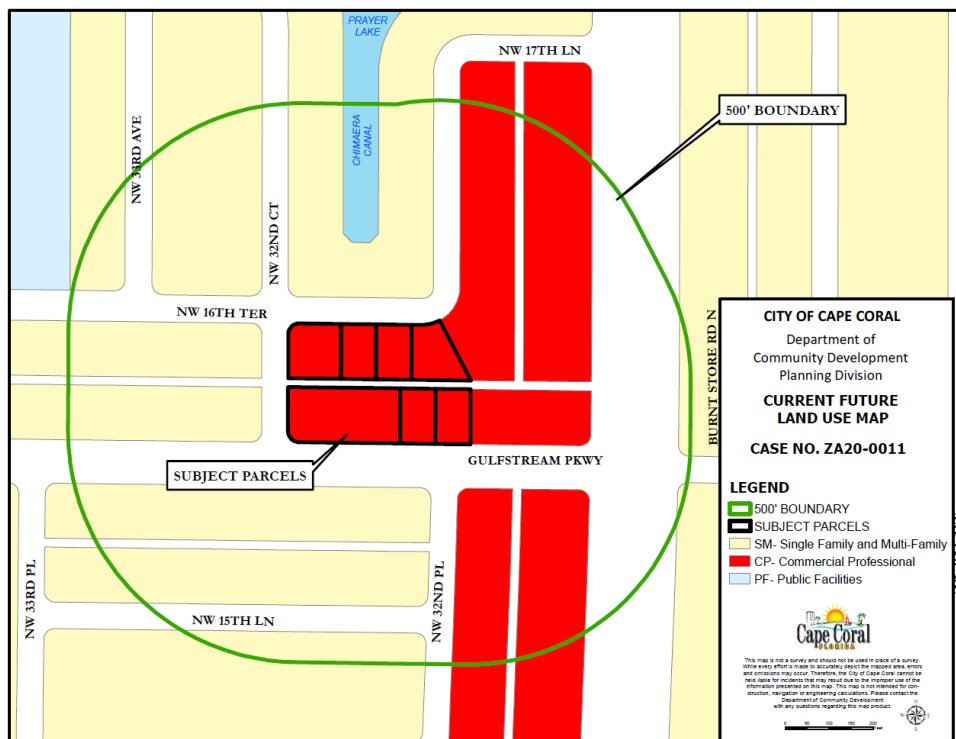 PRAYER
LAKE
NW 17TH LN
500' BOUNDARY
CHIMAERA
CANAL
NW 33RD AVE
NW 32ND CT
NW 16TH TER
BURNT STORE RD N
SUBJECT PARCELS
GULFSTREAM PKWY
NW 33RD PL
NW 32ND PL
NW 15TH LN
CITY OF CAPE CORAL
Department of
Community Development
Planning Division
CURRENT FUTURE
LAND USE MAP
CASE NO. ZA20-0011
LEGEND
500' BOUNDARY
SUBJECT PARCELS
SM- Single Family and Multi-Family
CP- Commercial Professional
PF- Public Facilities
Cape Coral
FLORIDA
This map is not a survey and should not be used in place of a survey.
While every effort is made to accurately depict the mapped area, errors
and omissions may occur. Therefore, the City of Cape Coral cannot be
held liable for incidents that may result due to the improper use of the
information presented on this map. This map is not intended for con-
struction, navigation or engineering calculations. Please contact the
Department of Community Development
with any questions regarding this map product.
N
W E
S
0 50 100 150 200